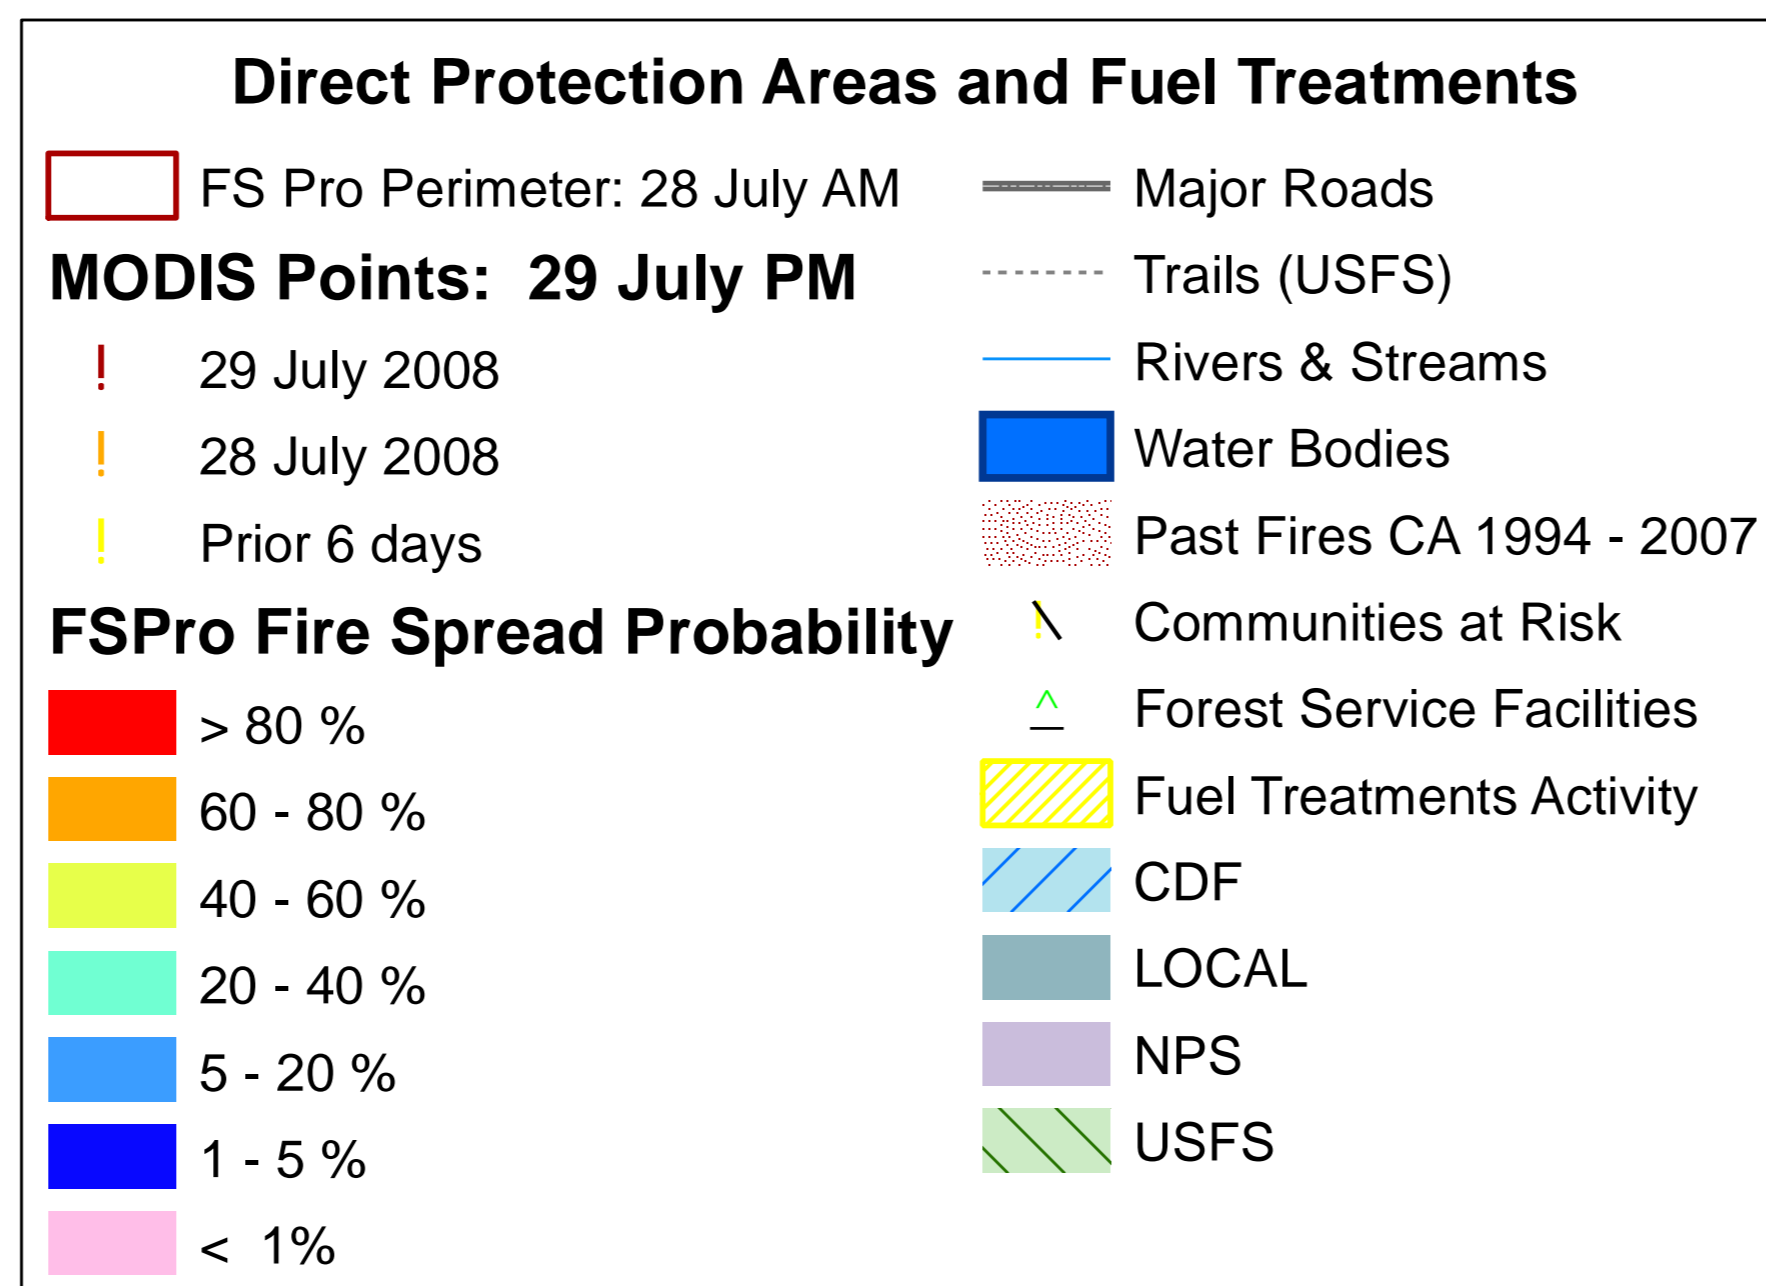 Direct Protection Areas and Fuel Treatments
FS Pro Perimeter: 28 July AM
MODIS Points: 29 July PM
29 July 2008
28 July 2008
Prior 6 days
FSPro Fire Spread Probability
> 80 %
60 - 80 %
40 - 60 %
20 - 40 %
5 - 20 %
1 - 5 %
< 1%
Major Roads
Trails (USFS)
Rivers & Streams
Water Bodies
Past Fires CA 1994 - 2007
Communities at Risk
Forest Service Facilities
Fuel Treatments Activity
CDF
LOCAL
NPS
USFS